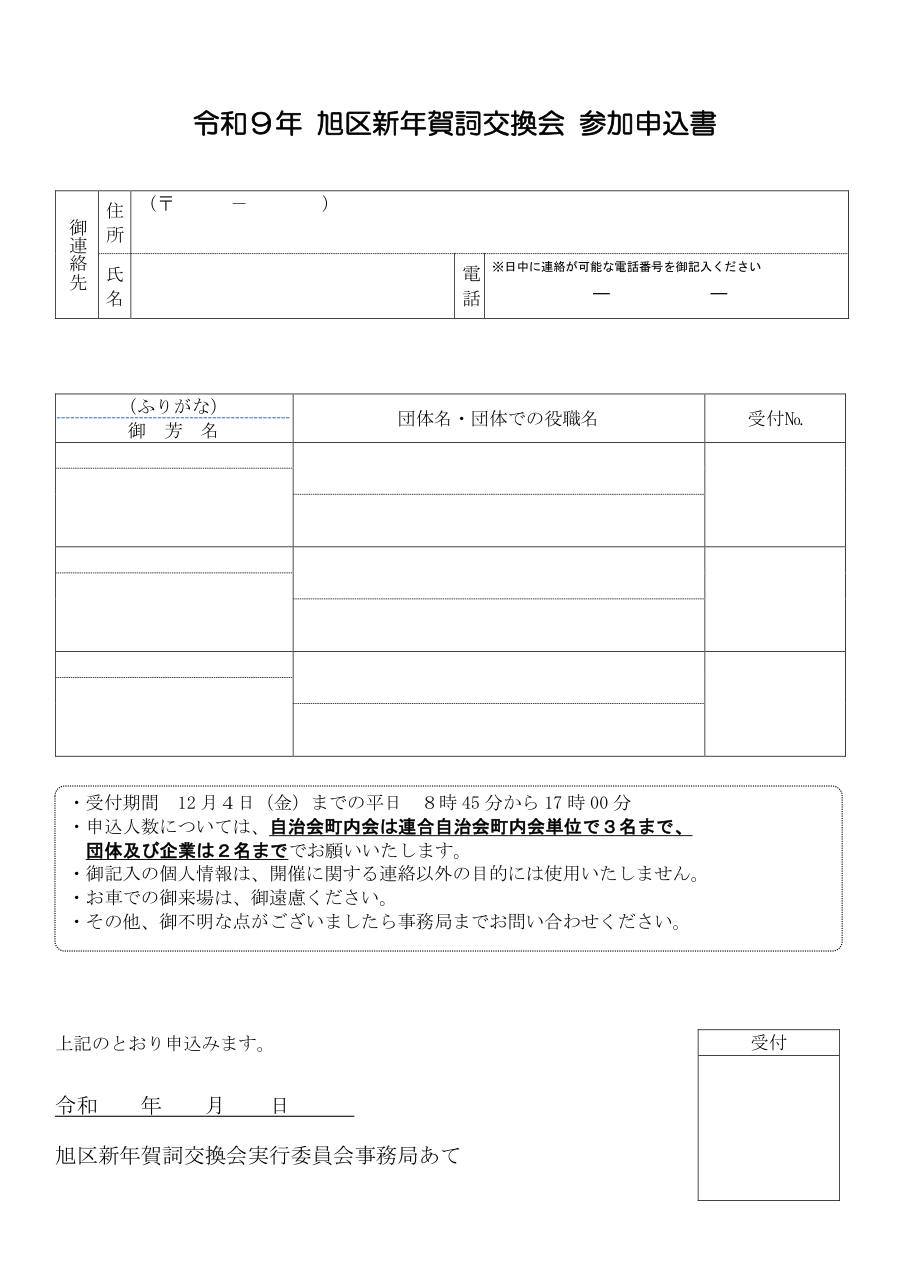 令和９年 旭区新年賀詞交換会 参加申込書
御連絡先
住所
（〒　　　－　　　　）
氏名
電話
※日中に連絡が可能な電話番号を御記入ください
―　　　　　―
（ふりがな）
御　芳　名
団体名・団体での役職名
受付№
・受付期間　12月４日（金）までの平日　８時45分から17時00分
・申込人数については、自治会町内会は連合自治会町内会単位で３名まで、
団体及び企業は２名まででお願いいたします。
・御記入の個人情報は、開催に関する連絡以外の目的には使用いたしません。
・お車での御来場は、御遠慮ください。
・その他、御不明な点がございましたら事務局までお問い合わせください。
上記のとおり申込みます。
受付
令和　　年　　月　　日
旭区新年賀詞交換会実行委員会事務局あて